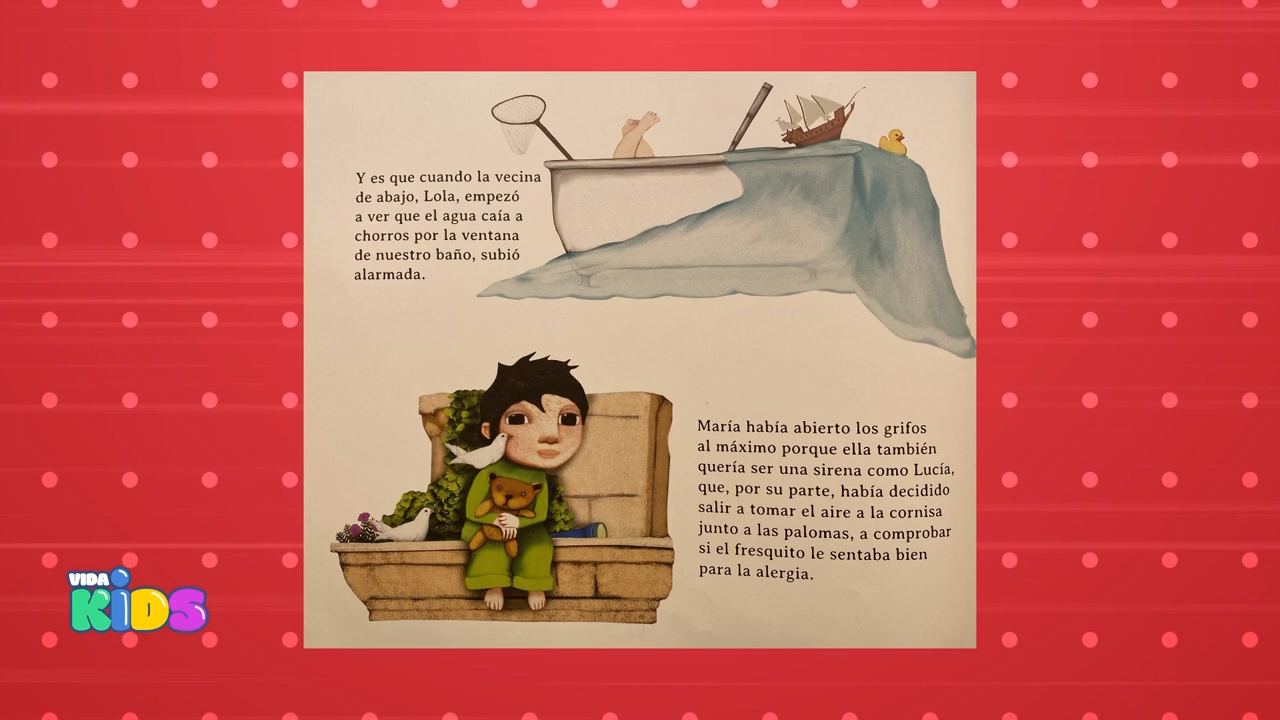 Y es que cuando la vecina
de abajo, Lola, empezó
a ver que el agua caía a
chorros por la ventana
de nuestro baño, subió
alarmada.
María había abierto los grifos
al máximo porque ella también
quería ser una sirena como Lucía,
que, por su parte, había decidido
salir a tomar el aire a la cornisa
junto a las palomas, a comprobar
si el fresquito le sentaba bien
para la alergia.
VIDA
KiDS